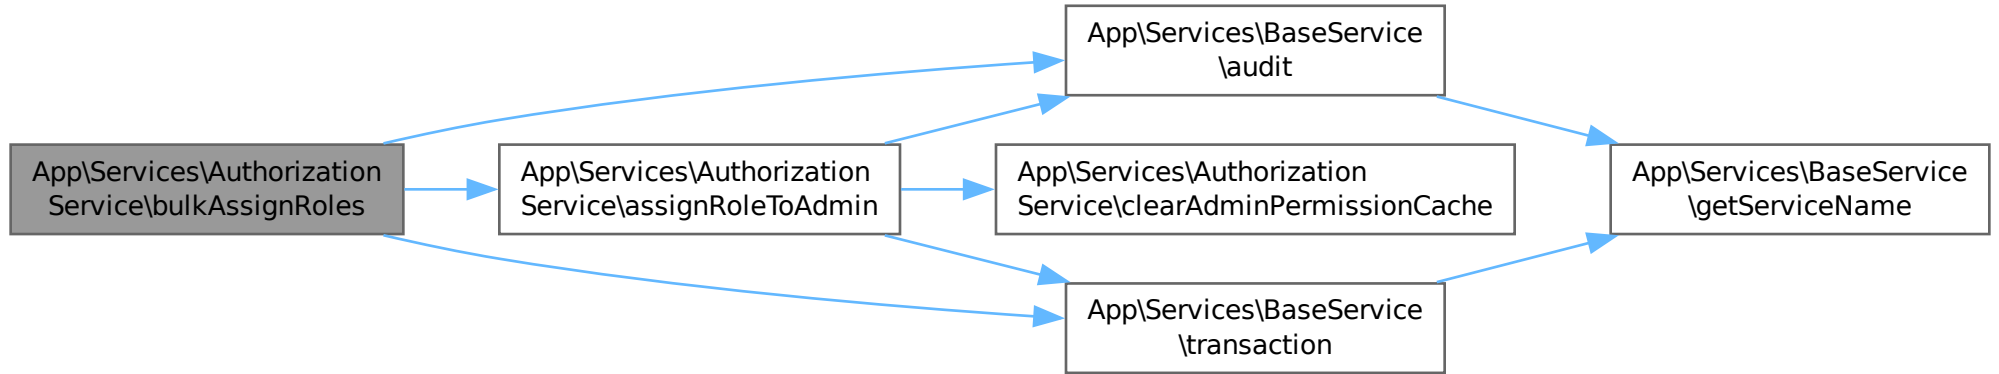 App\Services\Authorization
Service\bulkAssignRoles
App\Services\Authorization
Service\assignRoleToAdmin
App\Services\BaseService
\audit
App\Services\Authorization
Service\clearAdminPermissionCache
App\Services\BaseService
\transaction
App\Services\BaseService
\getServiceName